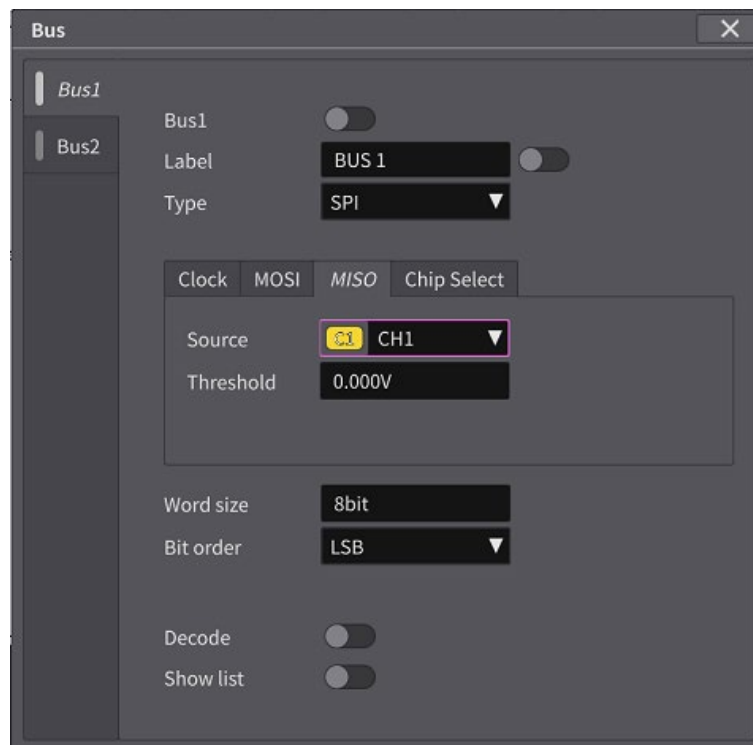 Bus
Bus1
Bus2
Bus1
Label BUS 1
Type SPI
Clock MOSI MISO Chip Select
Source C1 CH1
Threshold 0.000V
Word size 8bit
Bit order LSB
Decode
Show list